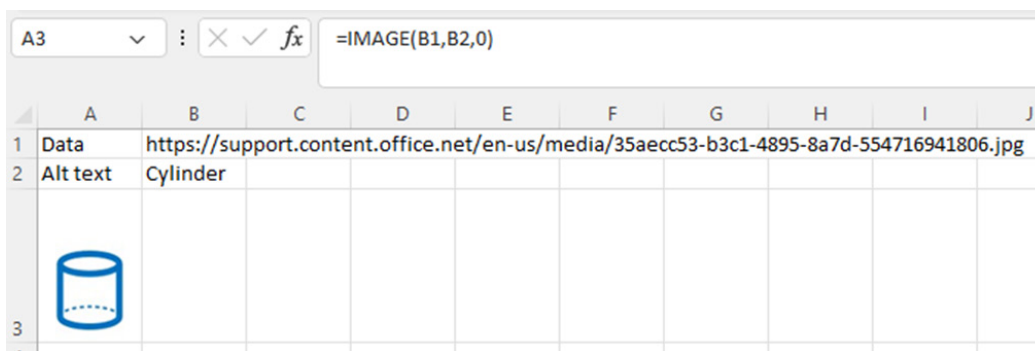 A3 fx =IMAGE(B1,B2,0)
A B C D E F G H I J
1 Data https://support.content.office.net/en-us/media/35aecc53-b3c1-4895-8a7d-554716941806.jpg
2 Alt text Cylinder
3